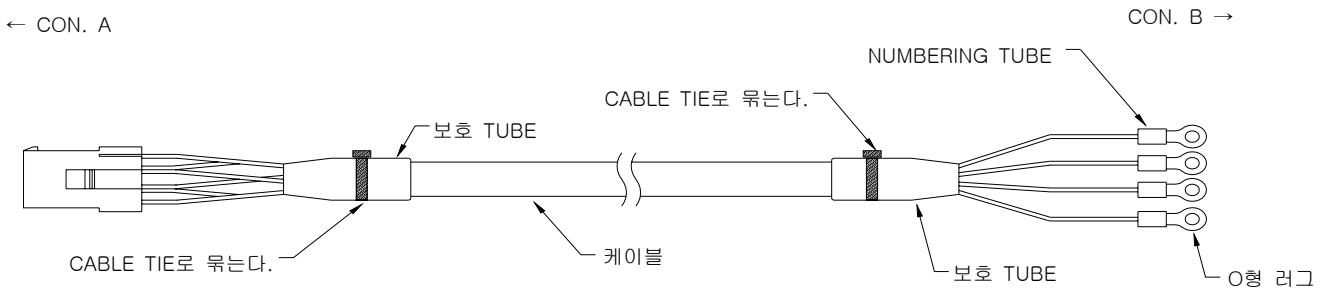 ← CON. A
CON. B →
NUMBERING TUBE
CABLE TIE로 묶는다.
보호 TUBE
CABLE TIE로 묶는다.
케이블
보호 TUBE
O형 러그